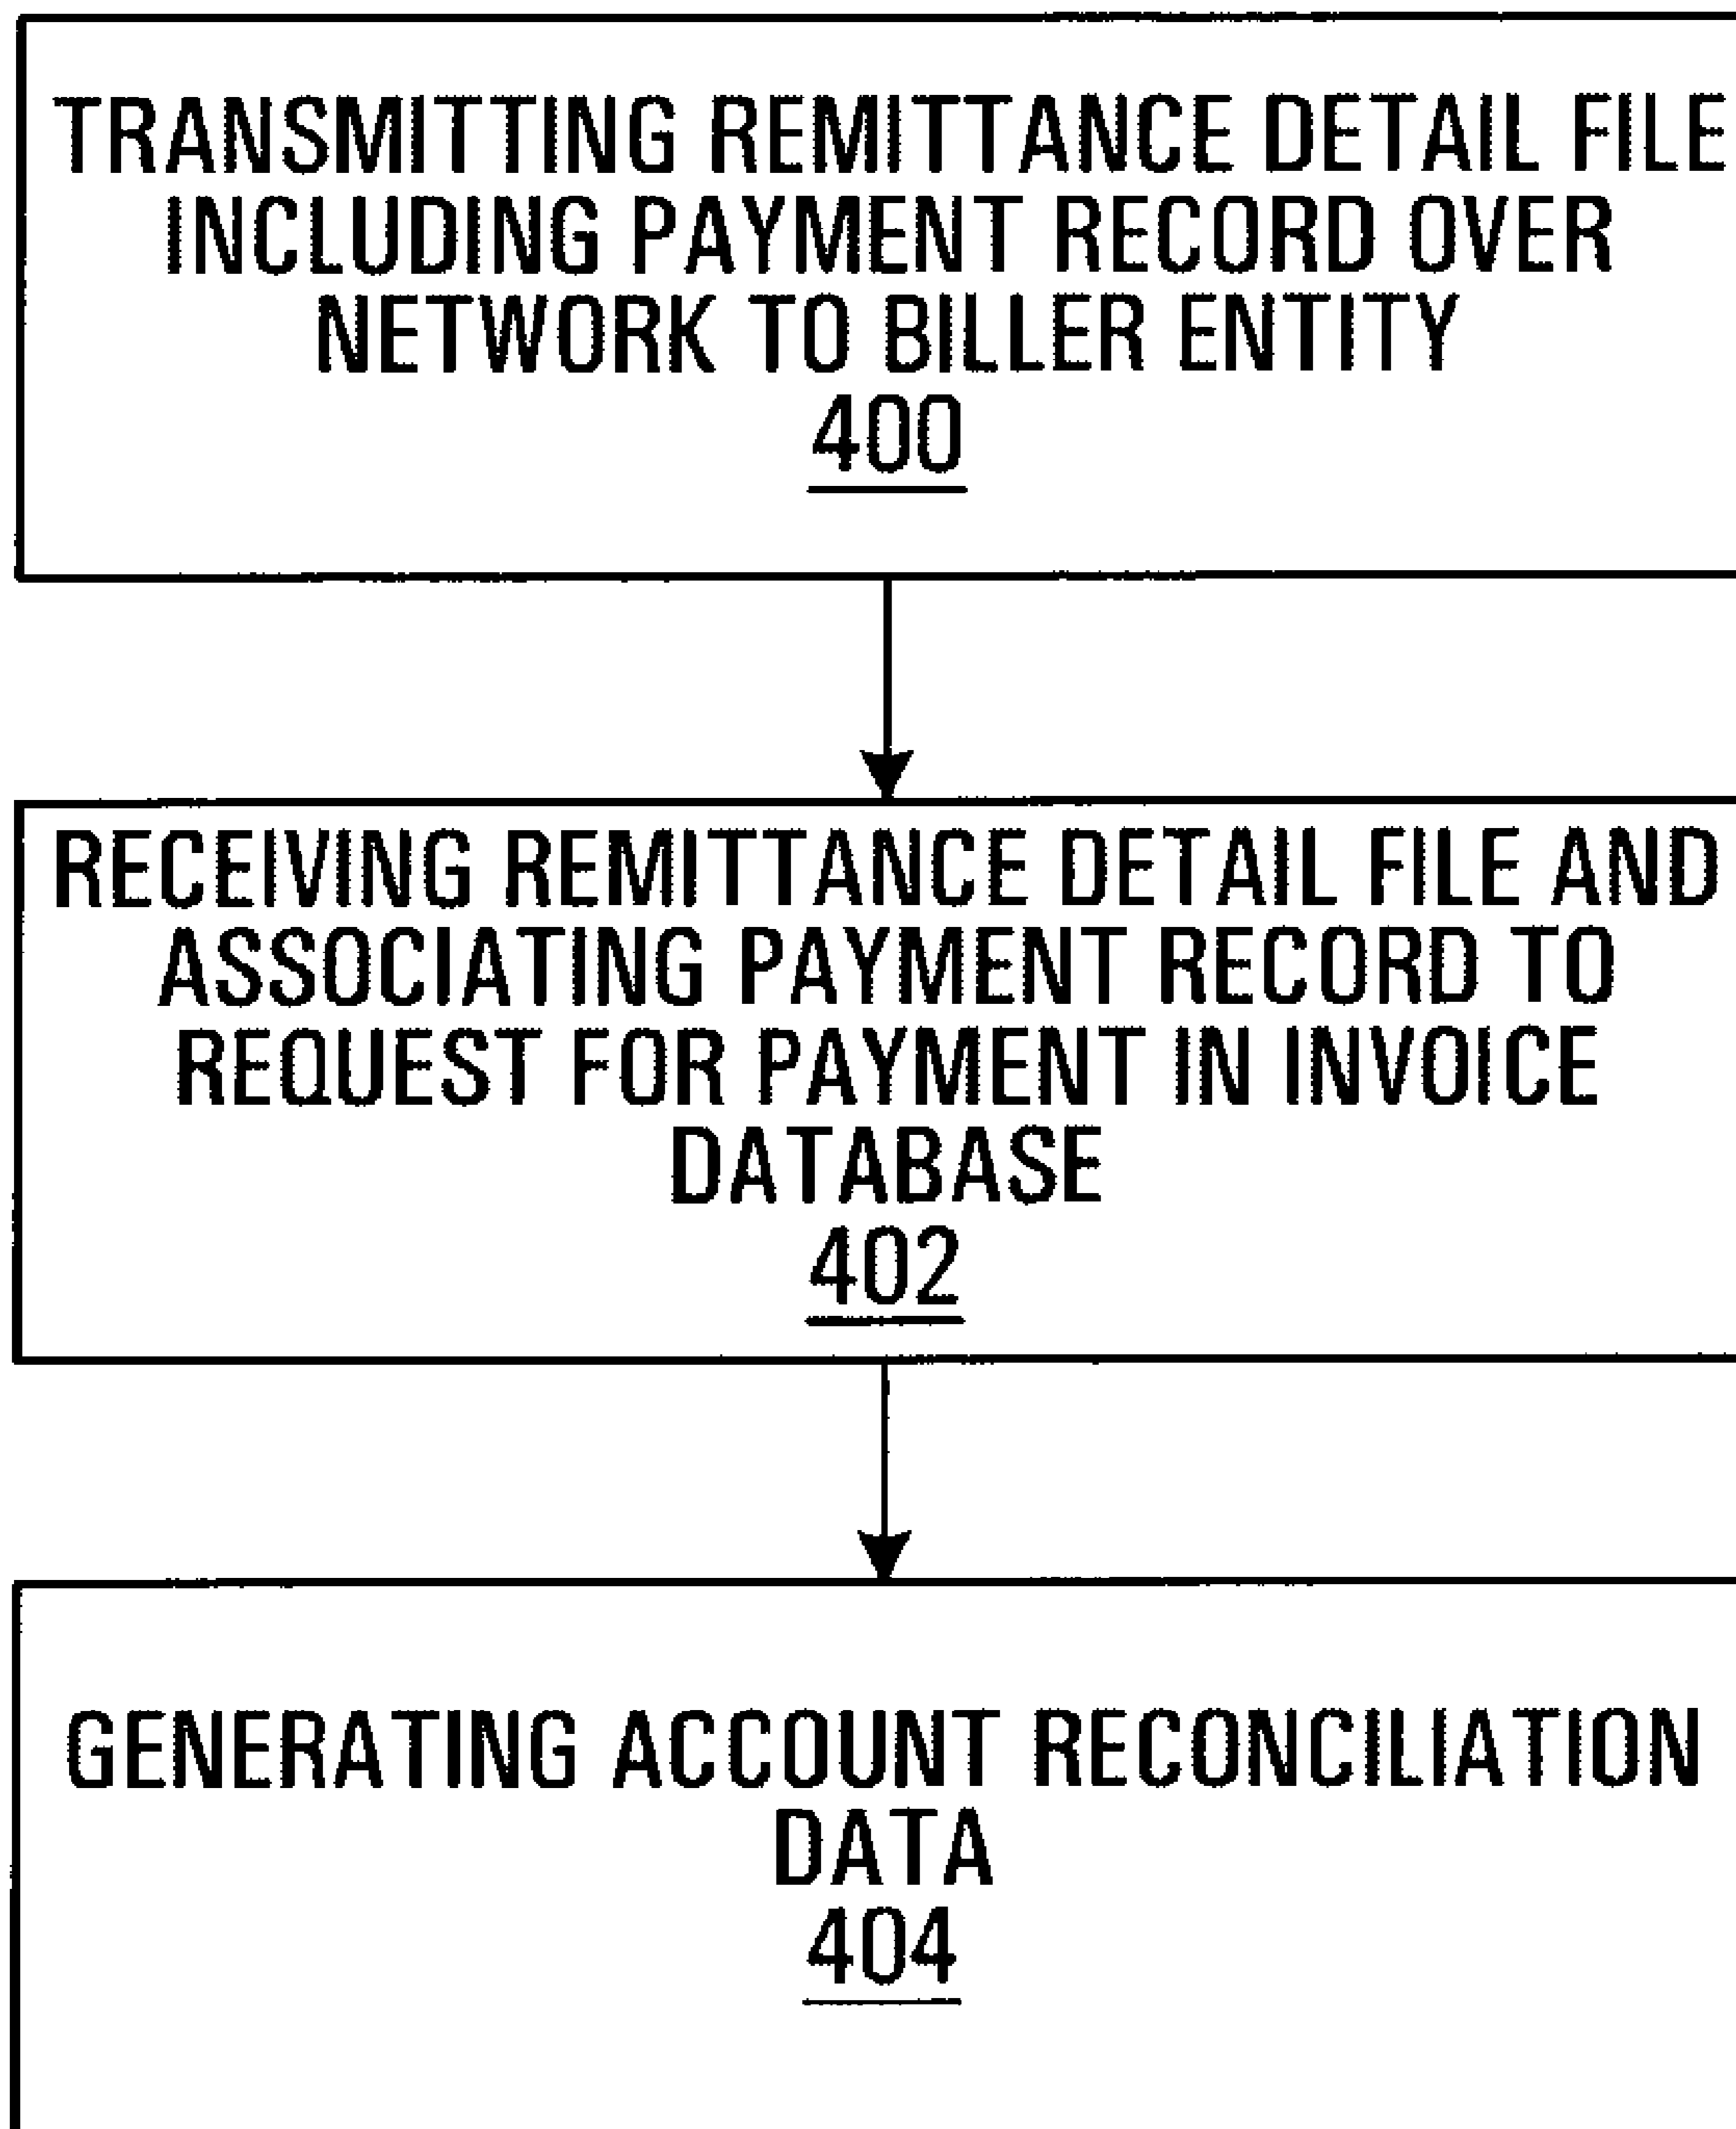 TRANSMITTING REMITTANCE DETAIL FILE
INCLUDING PAYMENT RECORD OVER
NETWORK TO BILLER ENTITY
400
RECEIVING REMITTANCE DETAIL FILE AND
ASSOCIATING PAYMENT RECORD TO
REQUEST FOR PAYMENT IN INVOICE
DATABASE
402
GENERATING ACCOUNT RECONCILIATION
DATA
404